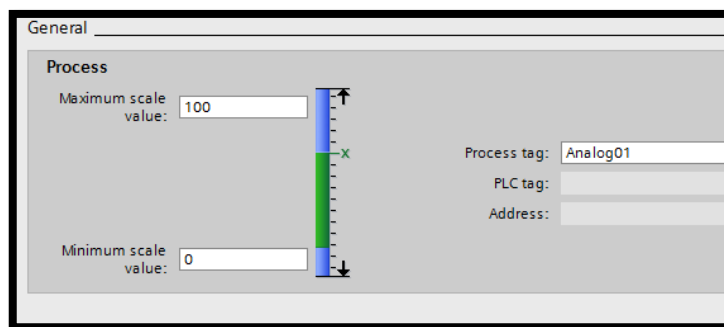 General
Process
Maximum scale
value: 100
x
Process tag: Analog01
PLC tag:
Address:
Minimum scale
value: 0